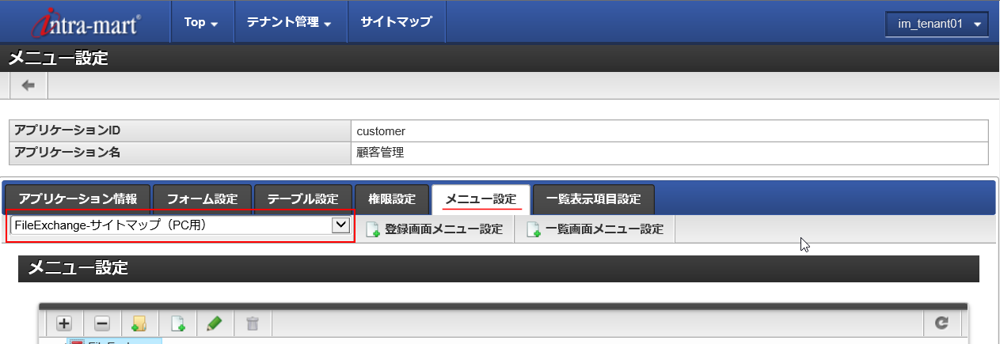 intra-mart
Top テナント管理 サイトマップ im_tenant01
メニュー設定
アプリケーションID customer
アプリケーション名 顧客管理
アプリケーション情報 フォーム設定 テーブル設定 権限設定 メニュー設定 一覧表示項目設定
FileExchange-サイトマップ（PC用） 登録画面メニュー設定 一覧画面メニュー設定
メニュー設定